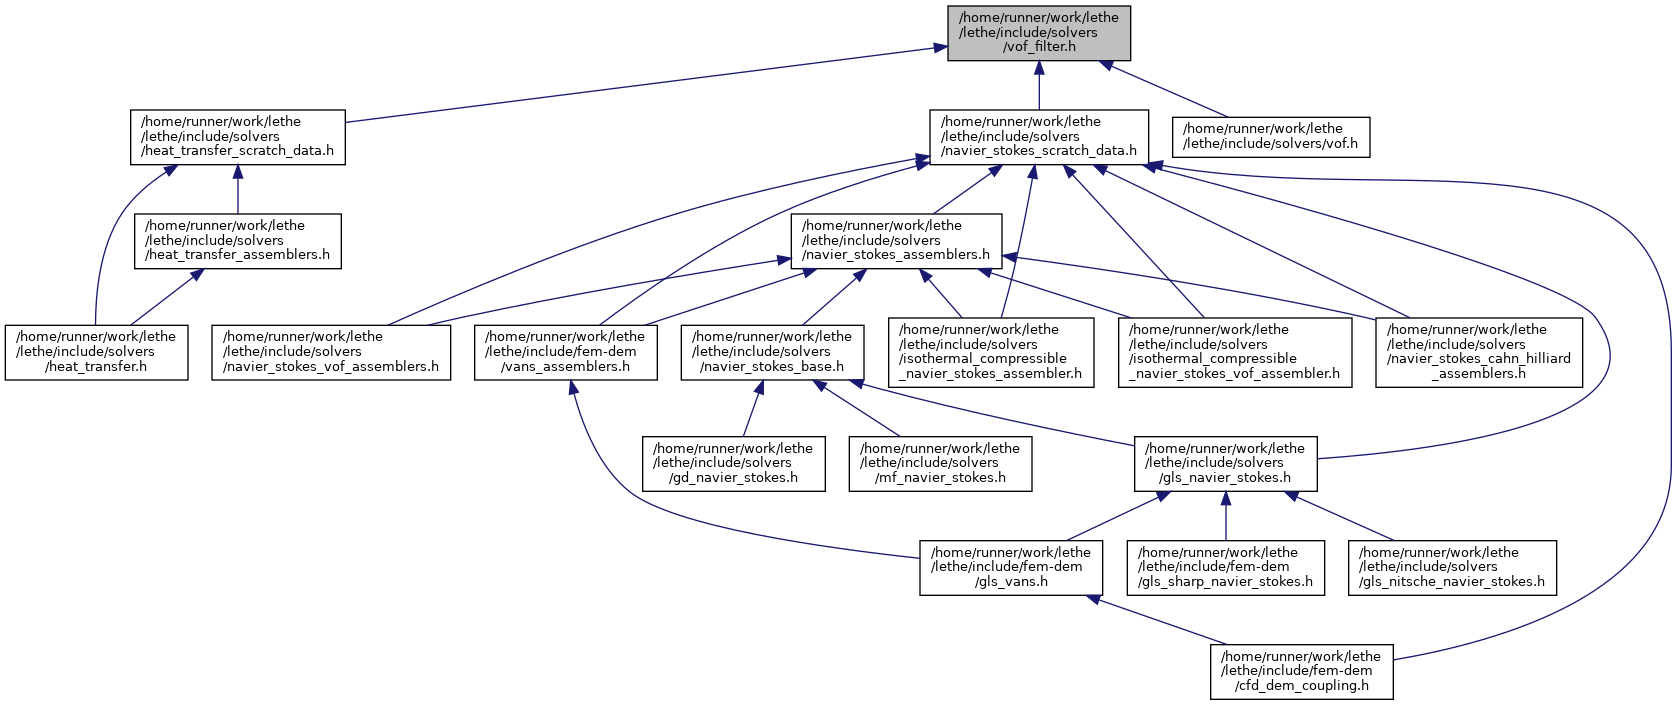 /home/runner/work/lethe
/lethe/include/solvers
/vof_filter.h
/home/runner/work/lethe
/lethe/include/solvers
/heat_transfer_scratch_data.h
/home/runner/work/lethe
/lethe/include/solvers
/navier_stokes_scratch_data.h
/home/runner/work/lethe
/lethe/include/solvers/vof.h
/home/runner/work/lethe
/lethe/include/solvers
/heat_transfer_assemblers.h
/home/runner/work/lethe
/lethe/include/solvers
/navier_stokes_assemblers.h
/home/runner/work/lethe
/lethe/include/solvers
/heat_transfer.h
/home/runner/work/lethe
/lethe/include/solvers
/navier_stokes_vof_assemblers.h
/home/runner/work/lethe
/lethe/include/fem-dem
/vans_assemblers.h
/home/runner/work/lethe
/lethe/include/solvers
/navier_stokes_base.h
/home/runner/work/lethe
/lethe/include/solvers
/isothermal_compressible
_navier_stokes_assembler.h
/home/runner/work/lethe
/lethe/include/solvers
/isothermal_compressible
_navier_stokes_vof_assembler.h
/home/runner/work/lethe
/lethe/include/solvers
/navier_stokes_cahn_hilliard
_assemblers.h
/home/runner/work/lethe
/lethe/include/solvers
/gd_navier_stokes.h
/home/runner/work/lethe
/lethe/include/solvers
/mf_navier_stokes.h
/home/runner/work/lethe
/lethe/include/solvers
/gls_navier_stokes.h
/home/runner/work/lethe
/lethe/include/fem-dem
/gls_vans.h
/home/runner/work/lethe
/lethe/include/fem-dem
/gls_sharp_navier_stokes.h
/home/runner/work/lethe
/lethe/include/solvers
/gls_nitsche_navier_stokes.h
/home/runner/work/lethe
/lethe/include/fem-dem
/cfd_dem_coupling.h